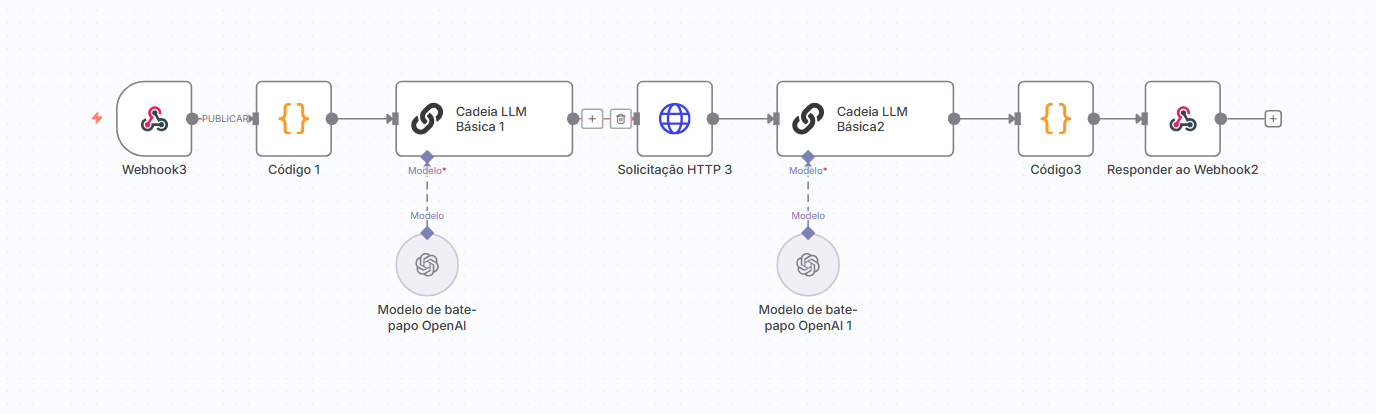 PUBLICAR
Cadeia LLM
Básica 1
Cadeia LLM
Básica2
Webhook3
Código 1
Modelo*
Solicitação HTTP 3
Modelo*
Código3
Responder ao Webhook2
Modelo
Modelo
Modelo de bate-
papo OpenAI
Modelo de bate-
papo OpenAI 1